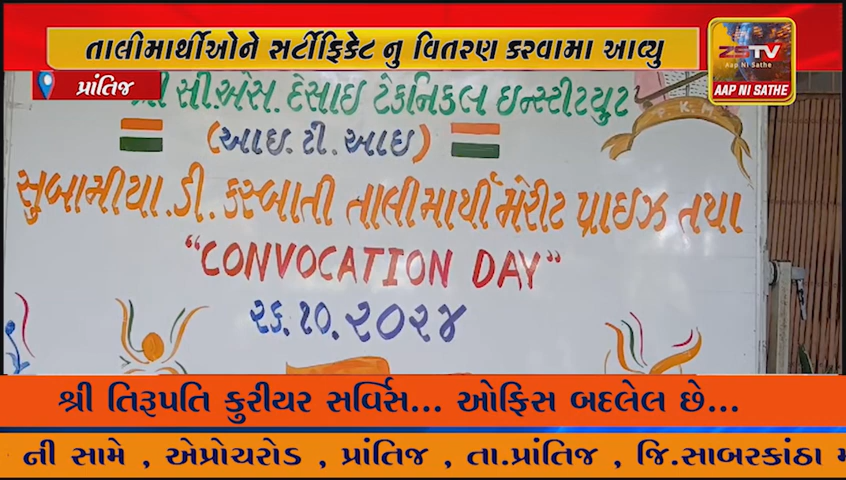 તાલીમાર્થીઓને સર્ટીફિકેટ નુ વિતરણ કરવામા આવ્યુ
ZSTV
Aap Ni Sathe
AAP NI SATHE
પ્રાંતિજ
શ્રી સી.એસ. દેસાઇ ટેકનિકલ ઇન્સ્ટીટયુટ
P.K.H
(આઇ.ટી.આઇ)
સુબામીયા.ડી. કસ્બાતી તાલીમાર્થી મેરીટ પ્રાઇઝ તથા
"CONVOCATION DAY"
૨૬.૧૦.૨૦૨૪
શ્રી તિરૂપતિ કુરીયર સર્વિસ... ઓફિસ બદલેલ છે...
ની સામે , એપ્રોચરોડ , પ્રાંતિજ , તા.પ્રાંતિજ , જિ.સાબરકાંઠા